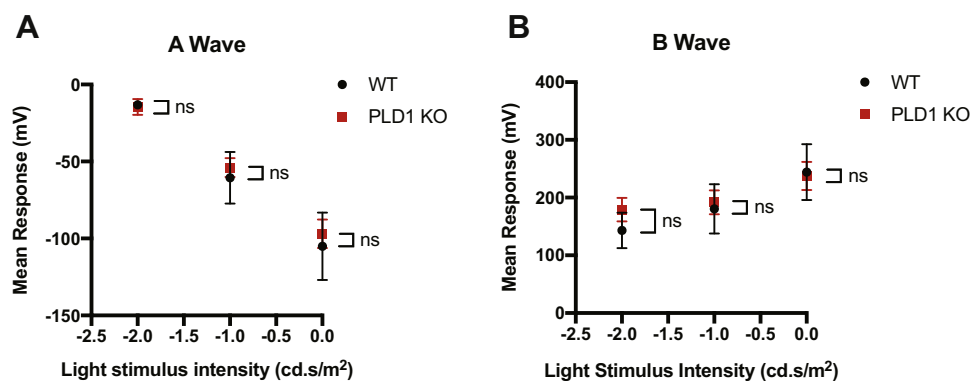 A
A Wave
WT
PLD1 KO
Mean Response (mV)
0
-50
-100
-150
ns
ns
ns
-2.5 -2.0 -1.5 -1.0 -0.5 0.0
Light stimulus intensity (cd.s/m²)
B
B Wave
WT
PLD1 KO
Mean Response (mV)
400
300
200
100
0
ns
ns
ns
-2.5 -2.0 -1.5 -1.0 -0.5 0.0
Light Stimulus Intensity (cd.s/m²)